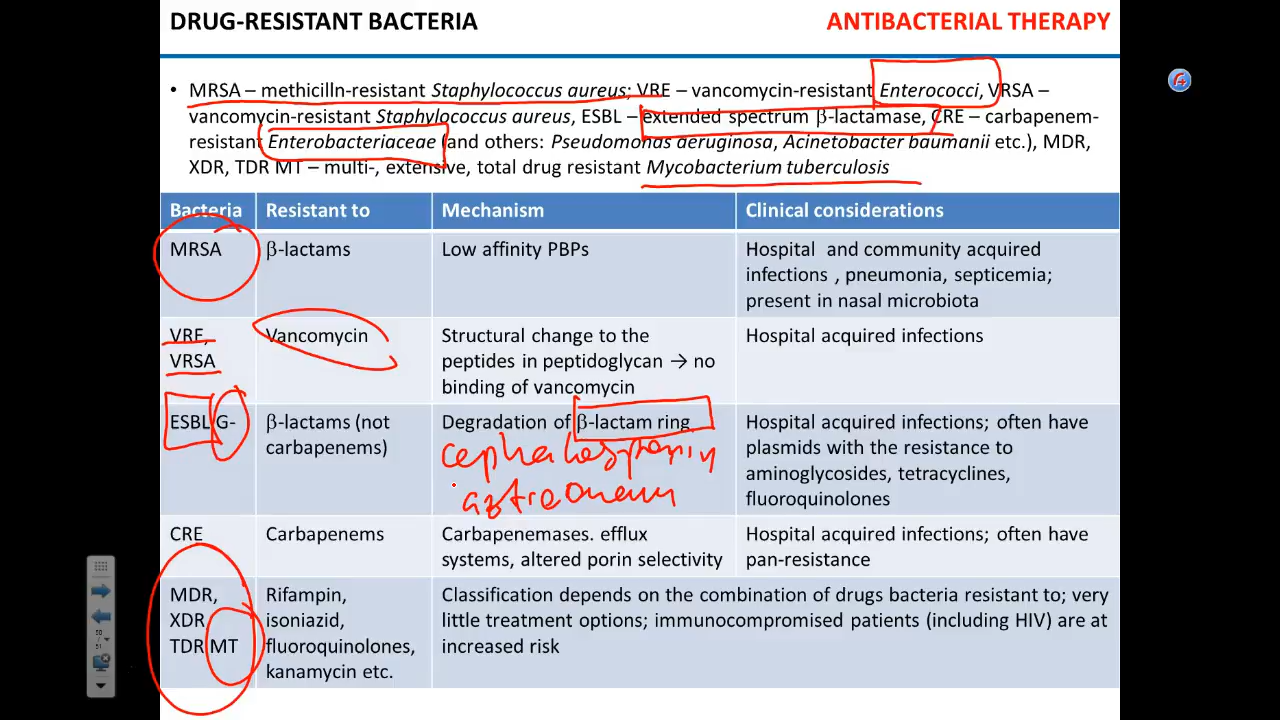 DRUG-RESISTANT BACTERIA
ANTIBACTERIAL THERAPY
• MRSA – methicilln-resistant Staphylococcus aureus; VRE – vancomycin-resistant Enterococci, VRSA –
vancomycin-resistant Staphylococcus aureus, ESBL – extended spectrum β-lactamase, CRE – carbapenem-
resistant Enterobacteriaceae (and others: Pseudomonas aeruginosa, Acinetobacter baumanii etc.), MDR,
XDR, TDR MT – multi-, extensive, total drug resistant Mycobacterium tuberculosis
Bacteria
Resistant to
Mechanism
Clinical considerations
MRSA
β-lactams
Low affinity PBPs
Hospital and community acquired
infections , pneumonia, septicemia;
present in nasal microbiota
VRE,
VRSA
Vancomycin
Structural change to the
peptides in peptidoglycan → no
binding of vancomycin
Hospital acquired infections
ESBL G-
β-lactams (not
carbapenems)
Degradation of β-lactam ring
cephalosporin
aztreonam
Hospital acquired infections; often have
plasmids with the resistance to
aminoglycosides, tetracyclines,
fluoroquinolones
CRE
Carbapenems
Carbapenemases. efflux
systems, altered porin selectivity
Hospital acquired infections; often have
pan-resistance
MDR,
XDR,
TDR MT
Rifampin,
isoniazid,
fluoroquinolones,
kanamycin etc.
Classification depends on the combination of drugs bacteria resistant to; very
little treatment options; immunocompromised patients (including HIV) are at
increased risk